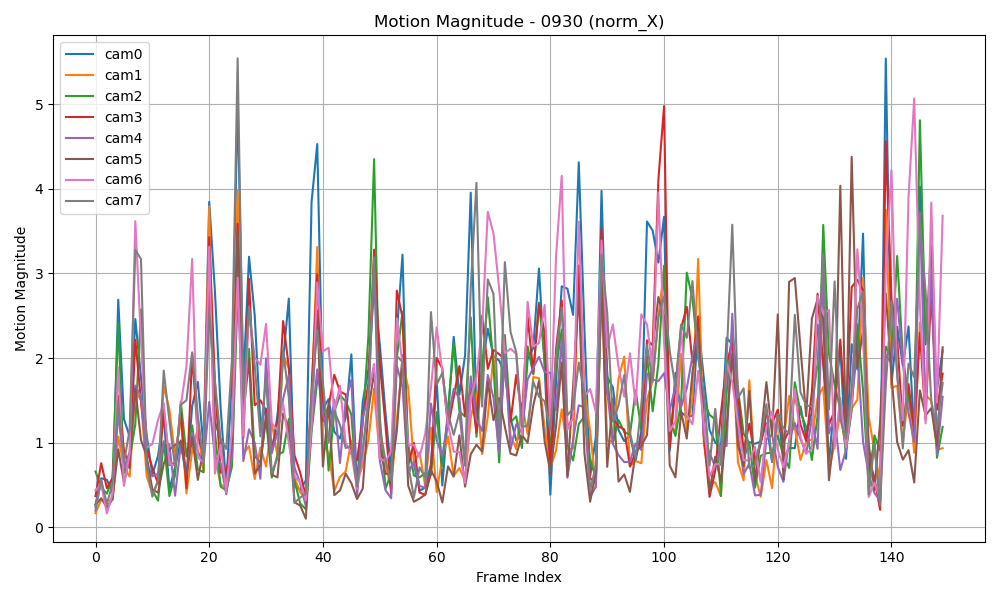 Motion Magnitude - 0930 (norm_X)
cam0
cam1
cam2
cam3
cam4
cam5
cam6
cam7
Motion Magnitude
5
4
3
2
1
0
0 20 40 60 80 100 120 140
Frame Index